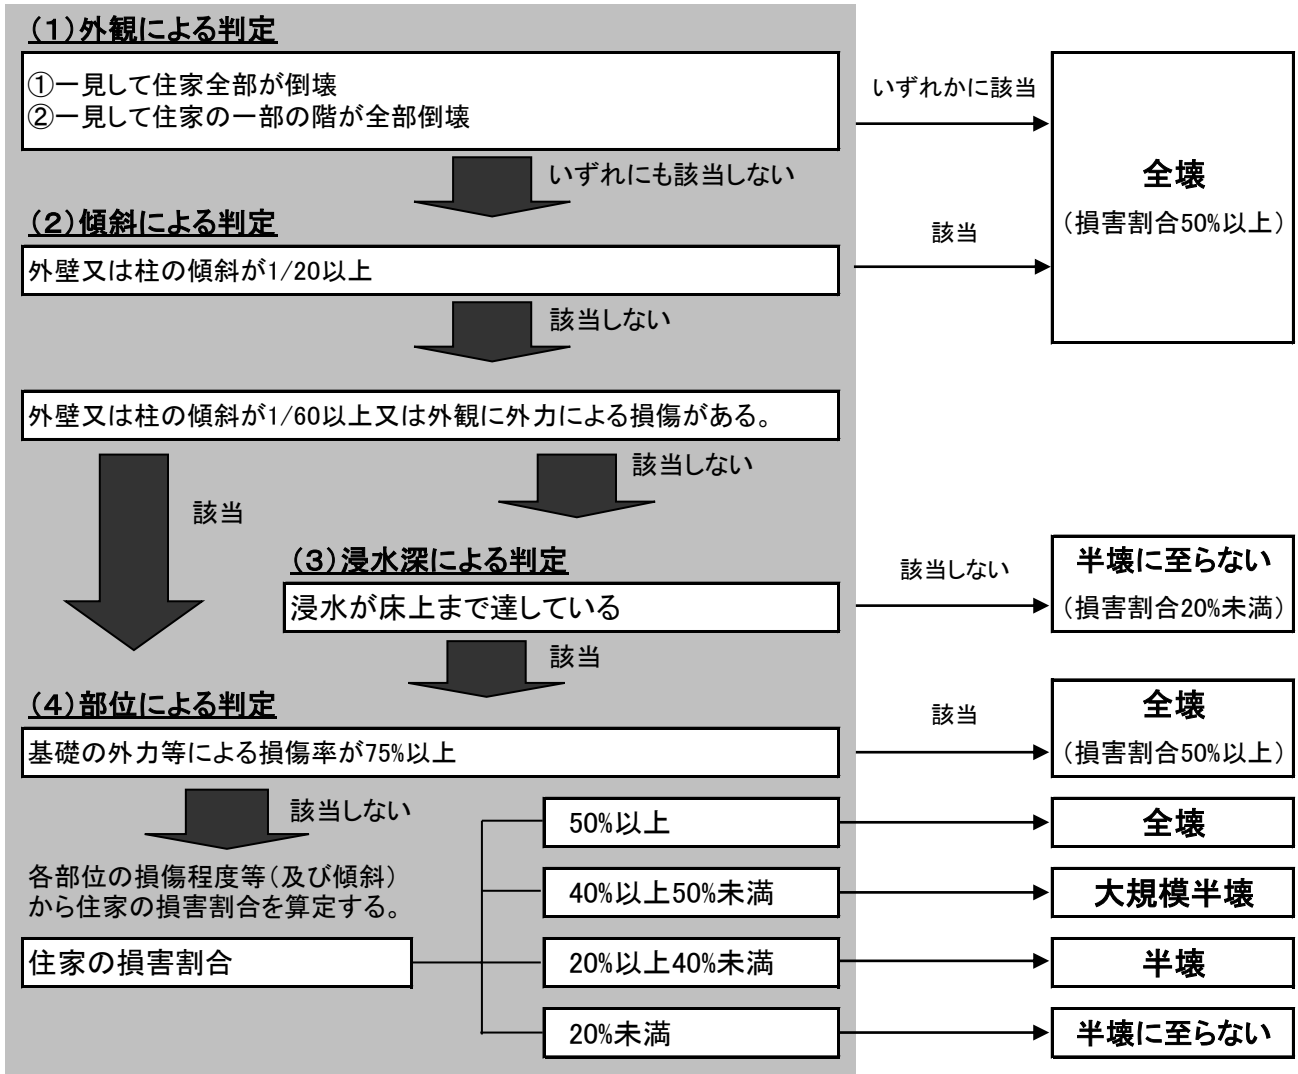 (1)外観による判定
①一見して住家全部が倒壊
②一見して住家の一部の階が全部倒壊
いずれかに該当
全壊
(損害割合50%以上)
いずれにも該当しない
(2)傾斜による判定
外壁又は柱の傾斜が1/20以上
該当
該当しない
外壁又は柱の傾斜が1/60以上又は外観に外力による損傷がある。
該当
該当しない
(3)浸水深による判定
浸水が床上まで達している
該当しない
半壊に至らない
(損害割合20%未満)
該当
(4)部位による判定
基礎の外力等による損傷率が75%以上
該当
全壊
(損害割合50%以上)
該当しない
各部位の損傷程度等(及び傾斜)
から住家の損害割合を算定する。
住家の損害割合
50%以上
全壊
40%以上50%未満
大規模半壊
20%以上40%未満
半壊
20%未満
半壊に至らない